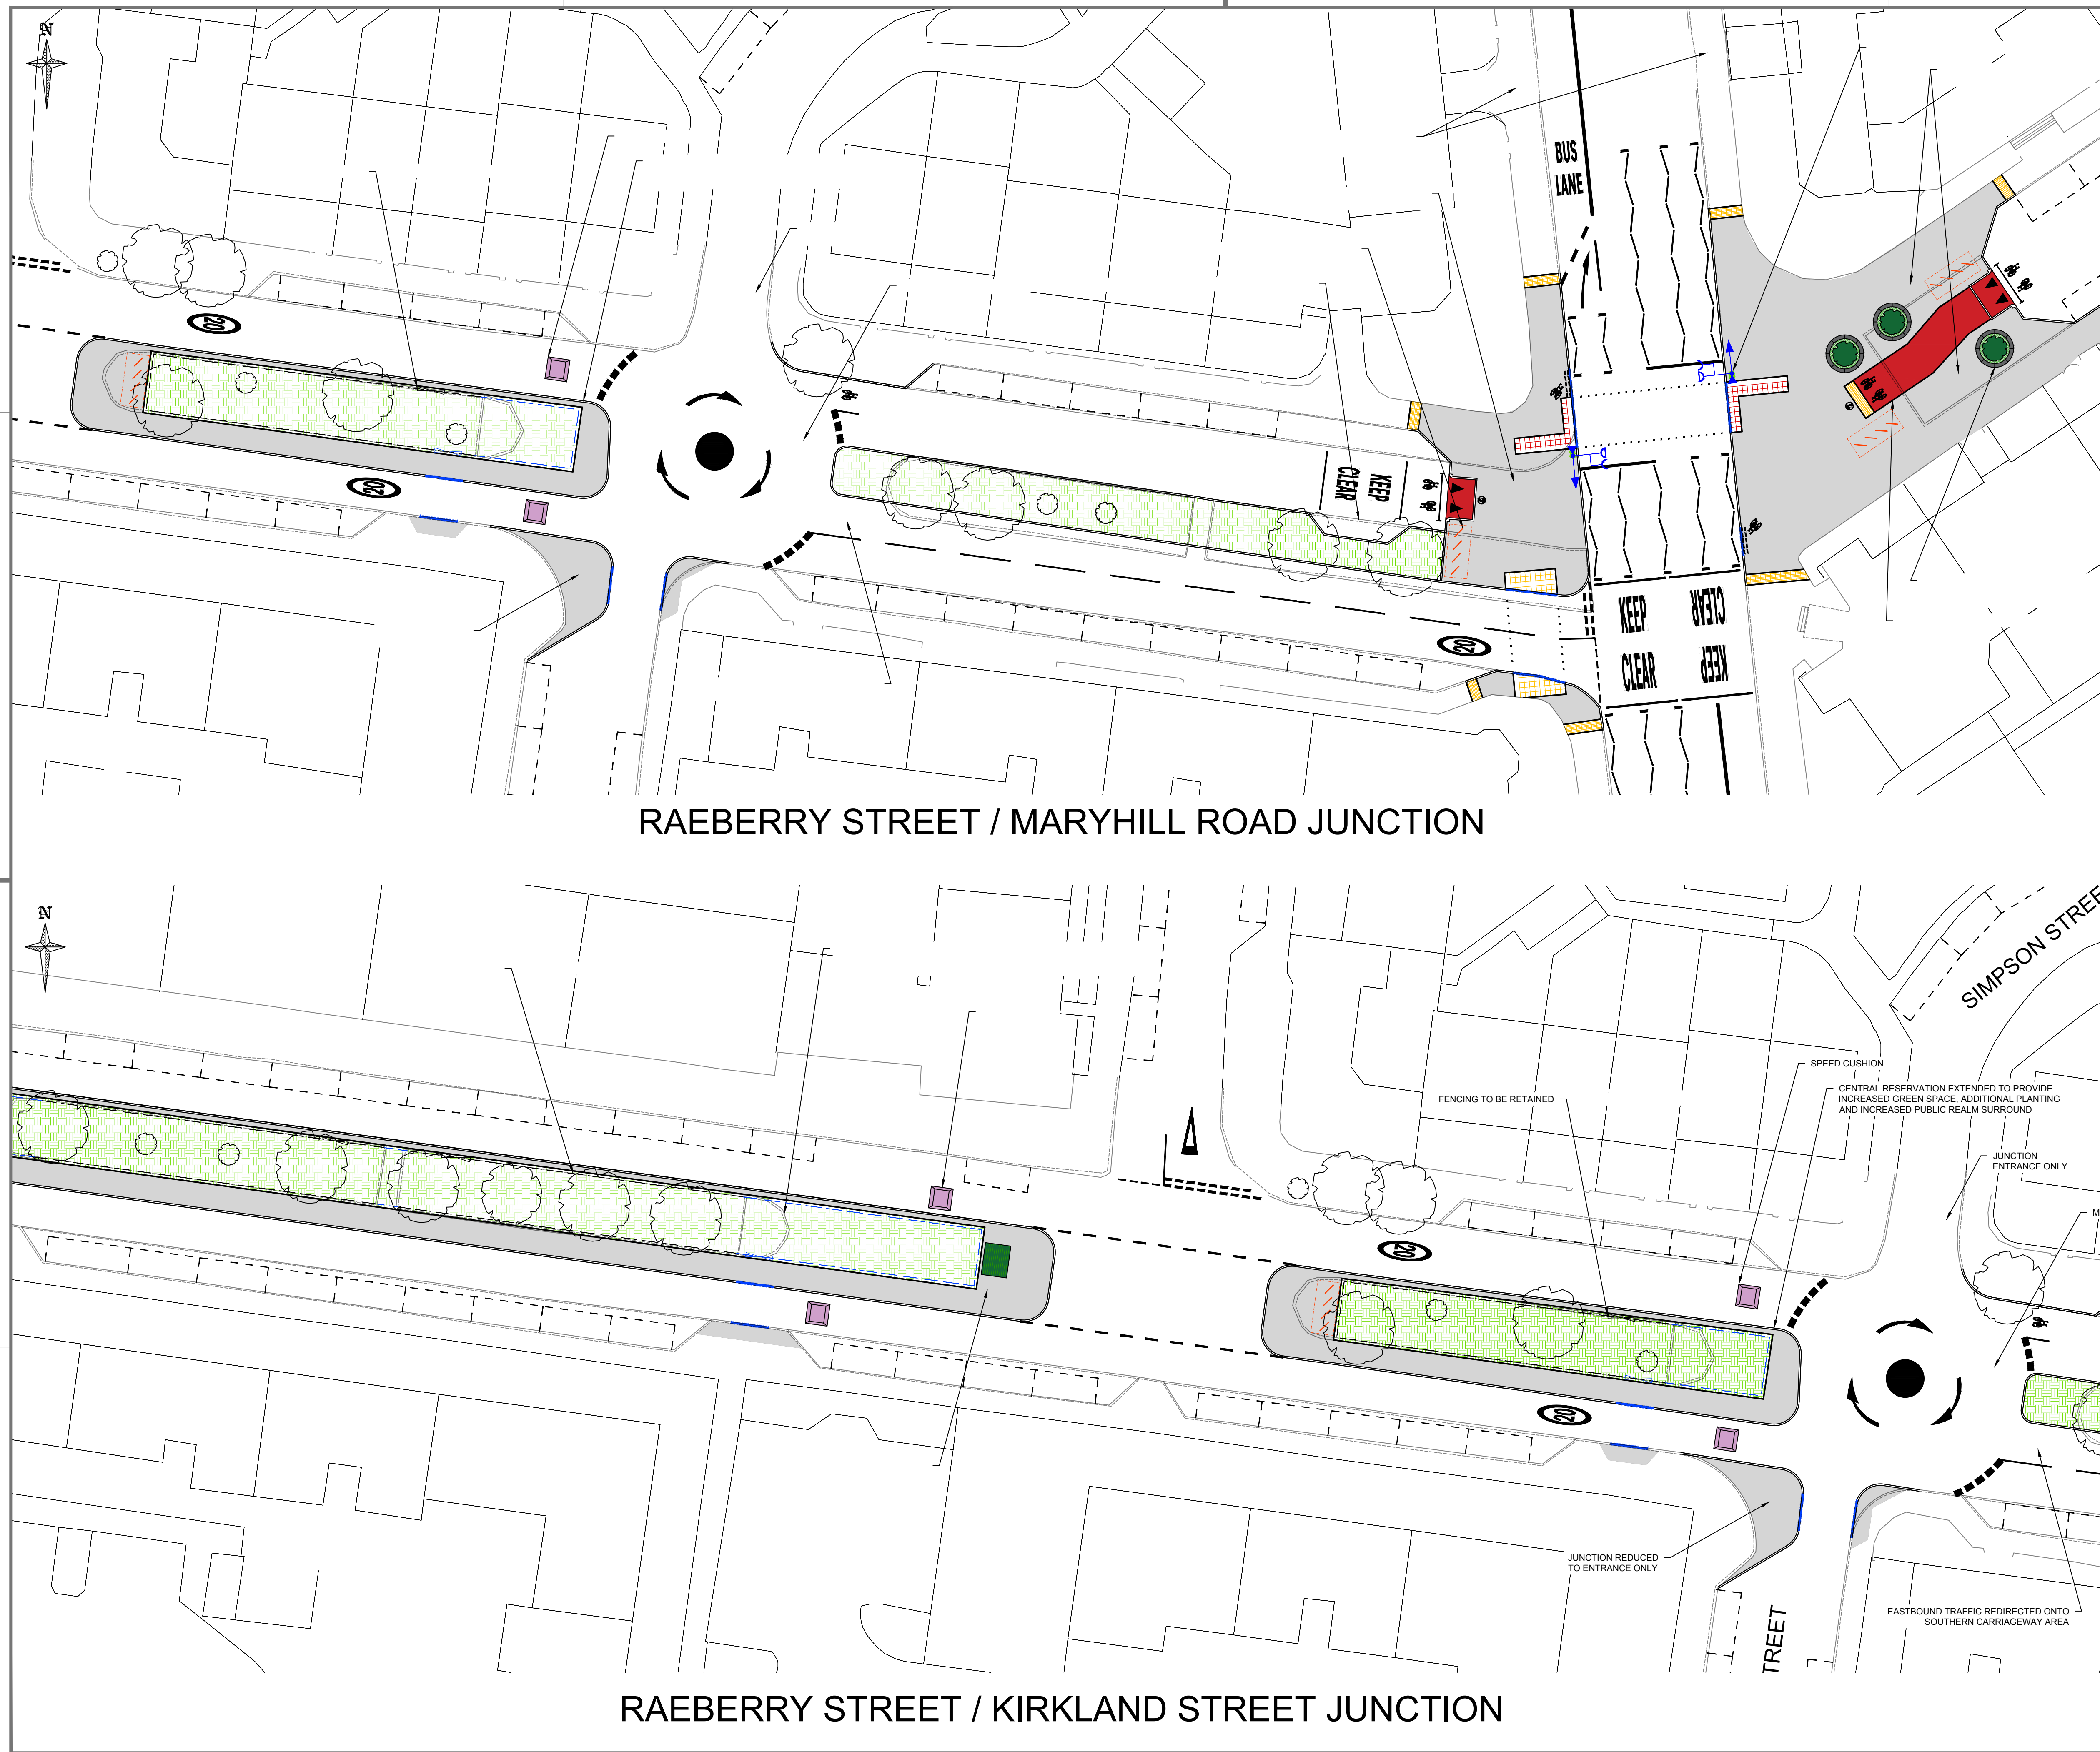 N
20
20
BUS
LANE
KEEP
CLEAR
20
KEEP
CLEAR
KEEP
CLEAR
RAEBERRY STREET / MARYHILL ROAD JUNCTION
N
SIMPSON STREE
SPEED CUSHION
CENTRAL RESERVATION EXTENDED TO PROVIDE
INCREASED GREEN SPACE, ADDITIONAL PLANTING
AND INCREASED PUBLIC REALM SURROUND
FENCING TO BE RETAINED
JUNCTION
ENTRANCE ONLY
M
20
20
JUNCTION REDUCED
TO ENTRANCE ONLY
EASTBOUND TRAFFIC REDIRECTED ONTO
SOUTHERN CARRIAGEWAY AREA
TREET
RAEBERRY STREET / KIRKLAND STREET JUNCTION